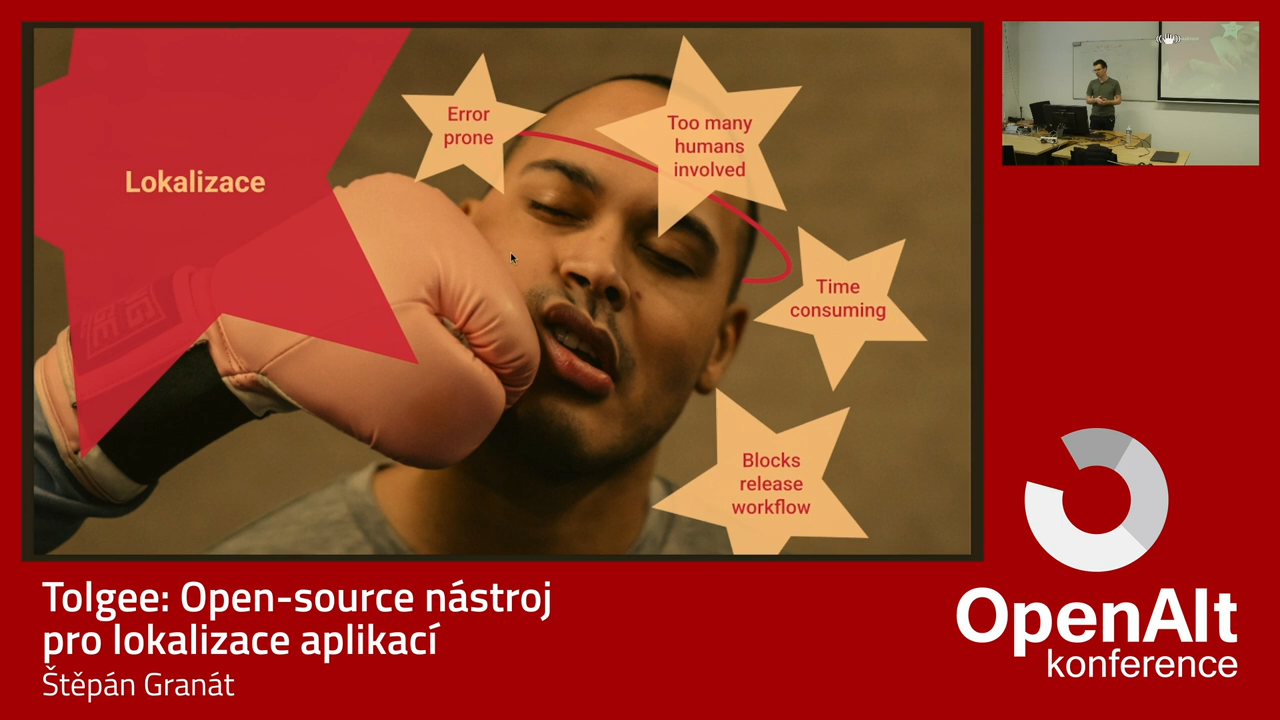 Lokalizace
Error
prone
Too many
humans
involved
Time
consuming
Blocks
release
workflow
Tolgee: Open-source nástroj
pro lokalizace aplikací
Štěpán Granát
OpenAlt
konference